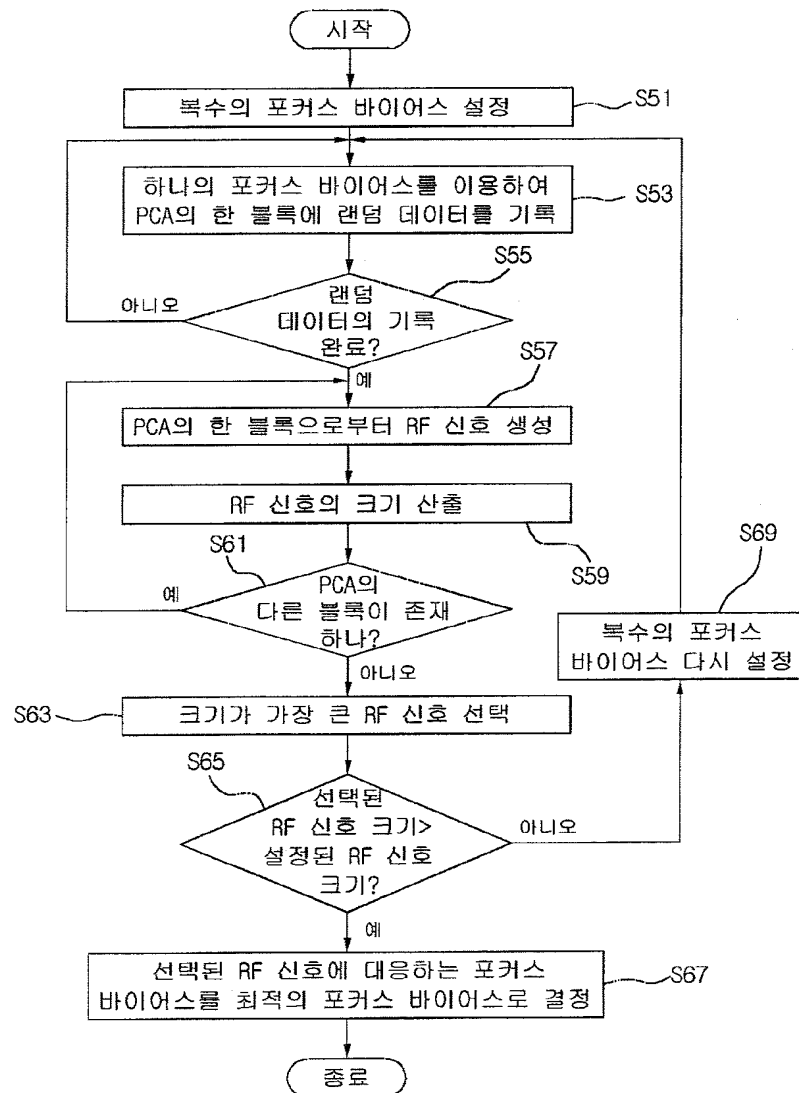 시작
복수의 포커스 바이어스 설정
S51
하나의 포커스 바이어스를 이용하여
PCA의 한 블록에 랜덤 데이터를 기록
S53
S55
랜덤
데이터의 기록
완료?
아니오
예
S57
PCA의 한 블록으로부터 RF 신호 생성
RF 신호의 크기 산출
S59
S61
PCA의
다른 블록이 존재
하나?
예
아니오
S69
복수의 포커스
바이어스 다시 설정
S63
크기가 가장 큰 RF 신호 선택
S65
선택된
RF 신호 크기>
설정된 RF 신호
크기?
아니오
예
선택된 RF 신호에 대응하는 포커스
바이어스를 최적의 포커스 바이어스로 결정
S67
종료